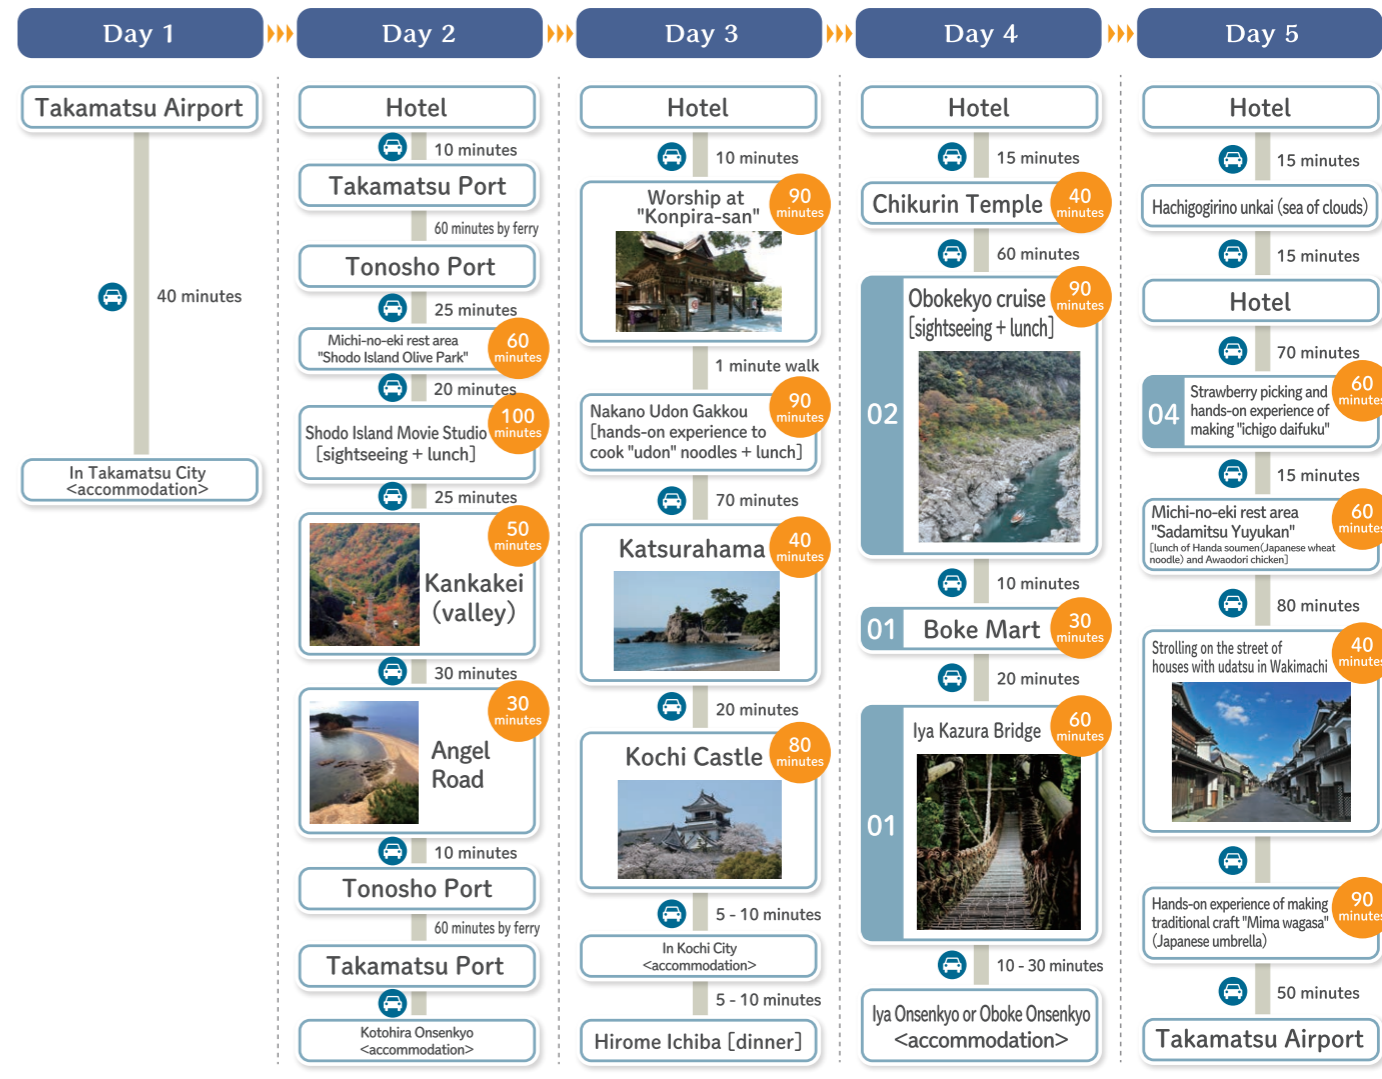 Day 1
Takamatsu Airport
40 minutes
In Takamatsu City
<accommodation>
Day 2
Hotel
10 minutes
Takamatsu Port
60 minutes by ferry
Tonosho Port
25 minutes
Michi-no-eki rest area
"Shodo Island Olive Park"
60
minutes
20 minutes
Shodo Island Movie Studio
[sightseeing + lunch]
100
minutes
25 minutes
Kankakei
(valley)
50
minutes
30 minutes
Angel
Road
30
minutes
10 minutes
Tonosho Port
60 minutes by ferry
Takamatsu Port
Kotohira Onsenkyo
<accommodation>
Day 3
Hotel
10 minutes
Worship at
"Konpira-san"
90
minutes
1 minute walk
Nakano Udon Gakkou
[hands-on experience to
cook "udon" noodles + lunch]
90
minutes
70 minutes
Katsurahama
40
minutes
20 minutes
Kochi Castle
80
minutes
5 - 10 minutes
In Kochi City
<accommodation>
5 - 10 minutes
Hirome Ichiba [dinner]
Day 4
Hotel
15 minutes
Chikurin Temple
40
minutes
60 minutes
02
Obokekyo cruise
[sightseeing + lunch]
90
minutes
10 minutes
01
Boke Mart
30
minutes
20 minutes
01
Iya Kazura Bridge
60
minutes
10 - 30 minutes
Iya Onsenkyo or Oboke Onsenkyo
<accommodation>
Day 5
Hotel
15 minutes
Hachigogirino unkai (sea of clouds)
15 minutes
Hotel
70 minutes
04
Strawberry picking and
hands-on experience of
making "ichigo daifuku"
60
minutes
15 minutes
Michi-no-eki rest area
"Sadamitsu Yuyukan"
[lunch of Handa soumen(Japanese wheat
noodle) and Awaodori chicken]
60
minutes
80 minutes
Strolling on the street of
houses with udatsu in Wakimachi
40
minutes
Hands-on experience of making
traditional craft "Mima wagasa"
(Japanese umbrella)
90
minutes
50 minutes
Takamatsu Airport